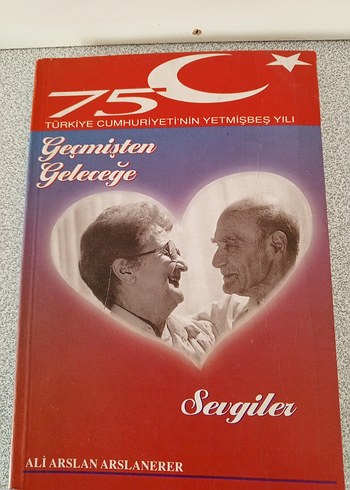 75
TÜRKİYE CUMHURİYETİ'NİN YETMİŞBEŞ YILI
Geçmişten
Geleceğe
Sevgiler
ALİ ARSLAN ARSLANERER